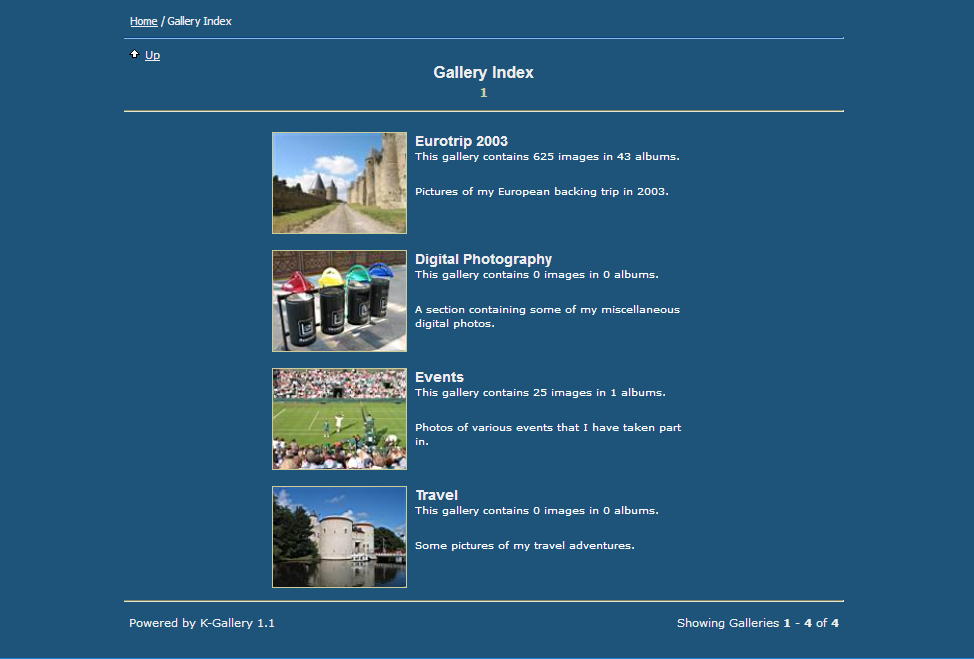 Home / Gallery Index
Up
Gallery Index
1
Eurotrip 2003
This gallery contains 625 images in 43 albums.
Pictures of my European backing trip in 2003.
Digital Photography
This gallery contains 0 images in 0 albums.
A section containing some of my miscellaneous
digital photos.
Events
This gallery contains 25 images in 1 albums.
Photos of various events that I have taken part
in.
Travel
This gallery contains 0 images in 0 albums.
Some pictures of my travel adventures.
Powered by K-Gallery 1.1
Showing Galleries 1 - 4 of 4